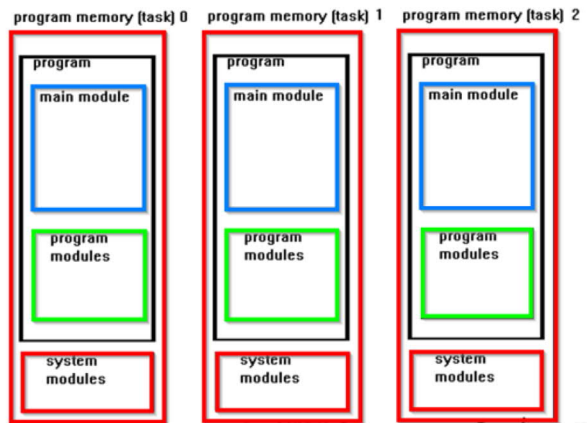 program memory (task) 0
program
main module
program
modules
system
modules
program memory (task) 1
program
main module
program
modules
system
modules
program memory (task) 2
program
main module
program
modules
system
modules